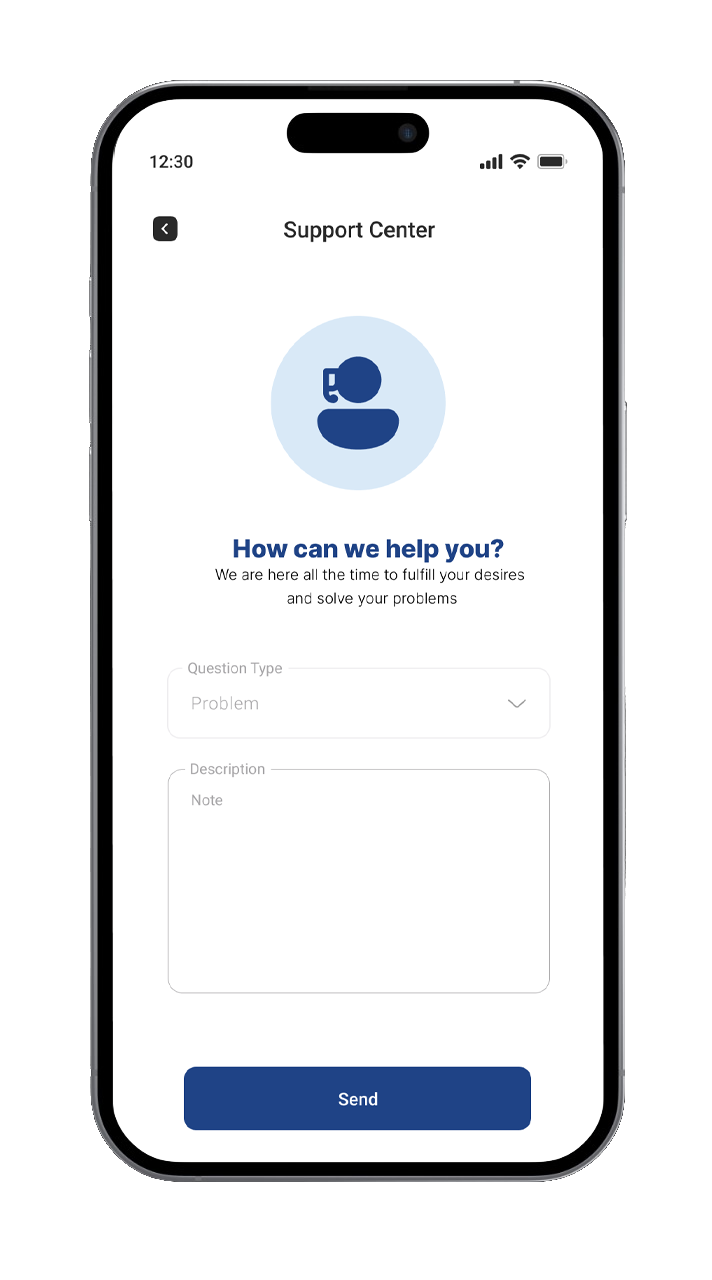 12:30
Support Center
How can we help you?
We are here all the time to fulfill your desires
and solve your problems
Question Type
Problem
Description
Note
Send